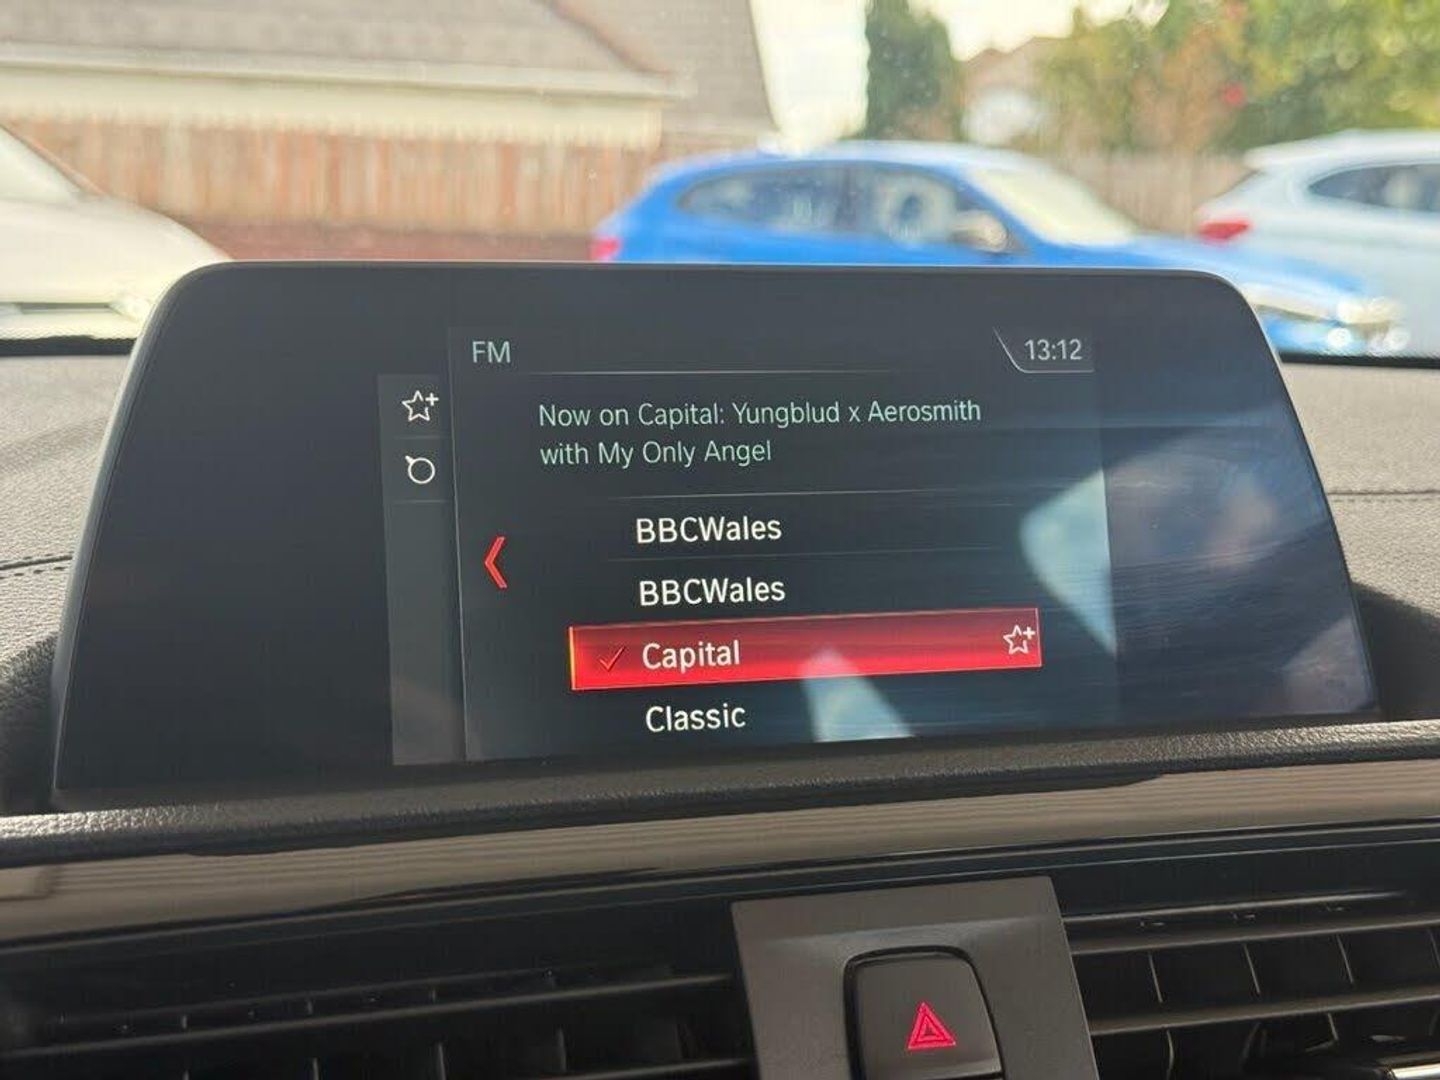 FM
13:12
Now on Capital: Yungblud x Aerosmith
with My Only Angel
BBCWales
BBCWales
Capital
Classic